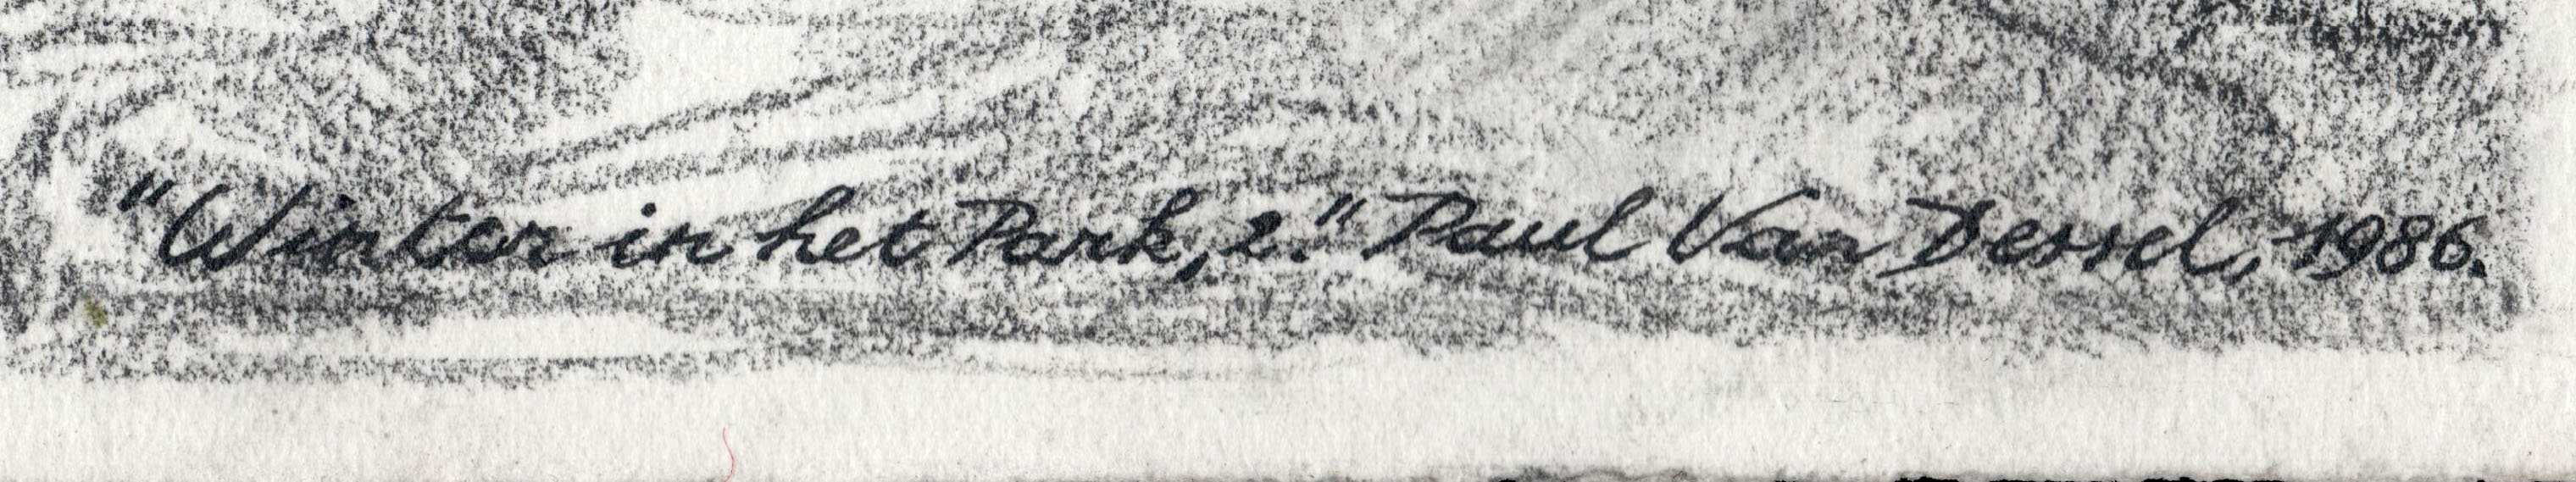 "Winter in het Park, 2." Paul Van Dessel, 1986.